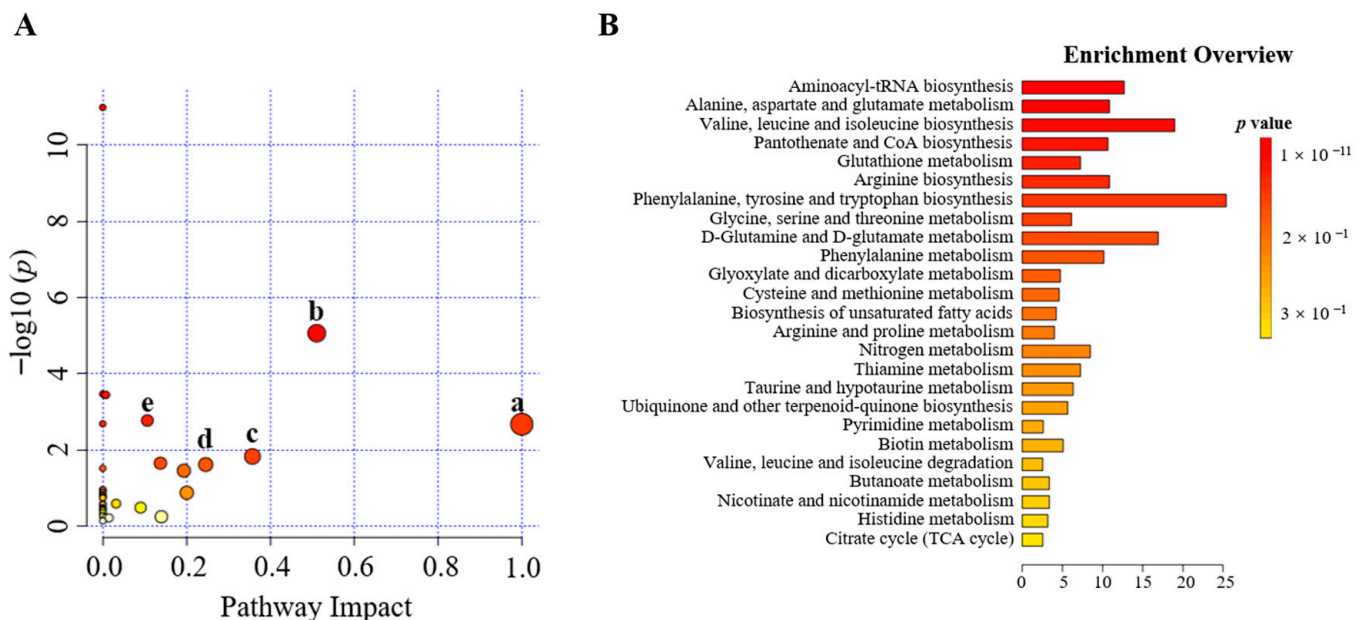 A
−log10 (p)
10
8
6
4
2
0
b
a
e
d
c
0.0 0.2 0.4 0.6 0.8 1.0
Pathway Impact
B
Enrichment Overview
Aminoacyl-tRNA biosynthesis
Alanine, aspartate and glutamate metabolism
Valine, leucine and isoleucine biosynthesis
Pantothenate and CoA biosynthesis
Glutathione metabolism
Arginine biosynthesis
Phenylalanine, tyrosine and tryptophan biosynthesis
Glycine, serine and threonine metabolism
D-Glutamine and D-glutamate metabolism
Phenylalanine metabolism
Glyoxylate and dicarboxylate metabolism
Cysteine and methionine metabolism
Biosynthesis of unsaturated fatty acids
Arginine and proline metabolism
Nitrogen metabolism
Thiamine metabolism
Taurine and hypotaurine metabolism
Ubiquinone and other terpenoid-quinone biosynthesis
Pyrimidine metabolism
Biotin metabolism
Valine, leucine and isoleucine degradation
Butanoate metabolism
Nicotinate and nicotinamide metabolism
Histidine metabolism
Citrate cycle (TCA cycle)
0 5 10 15 20 25
p value
1 × 10⁻¹¹
2 × 10⁻¹
3 × 10⁻¹